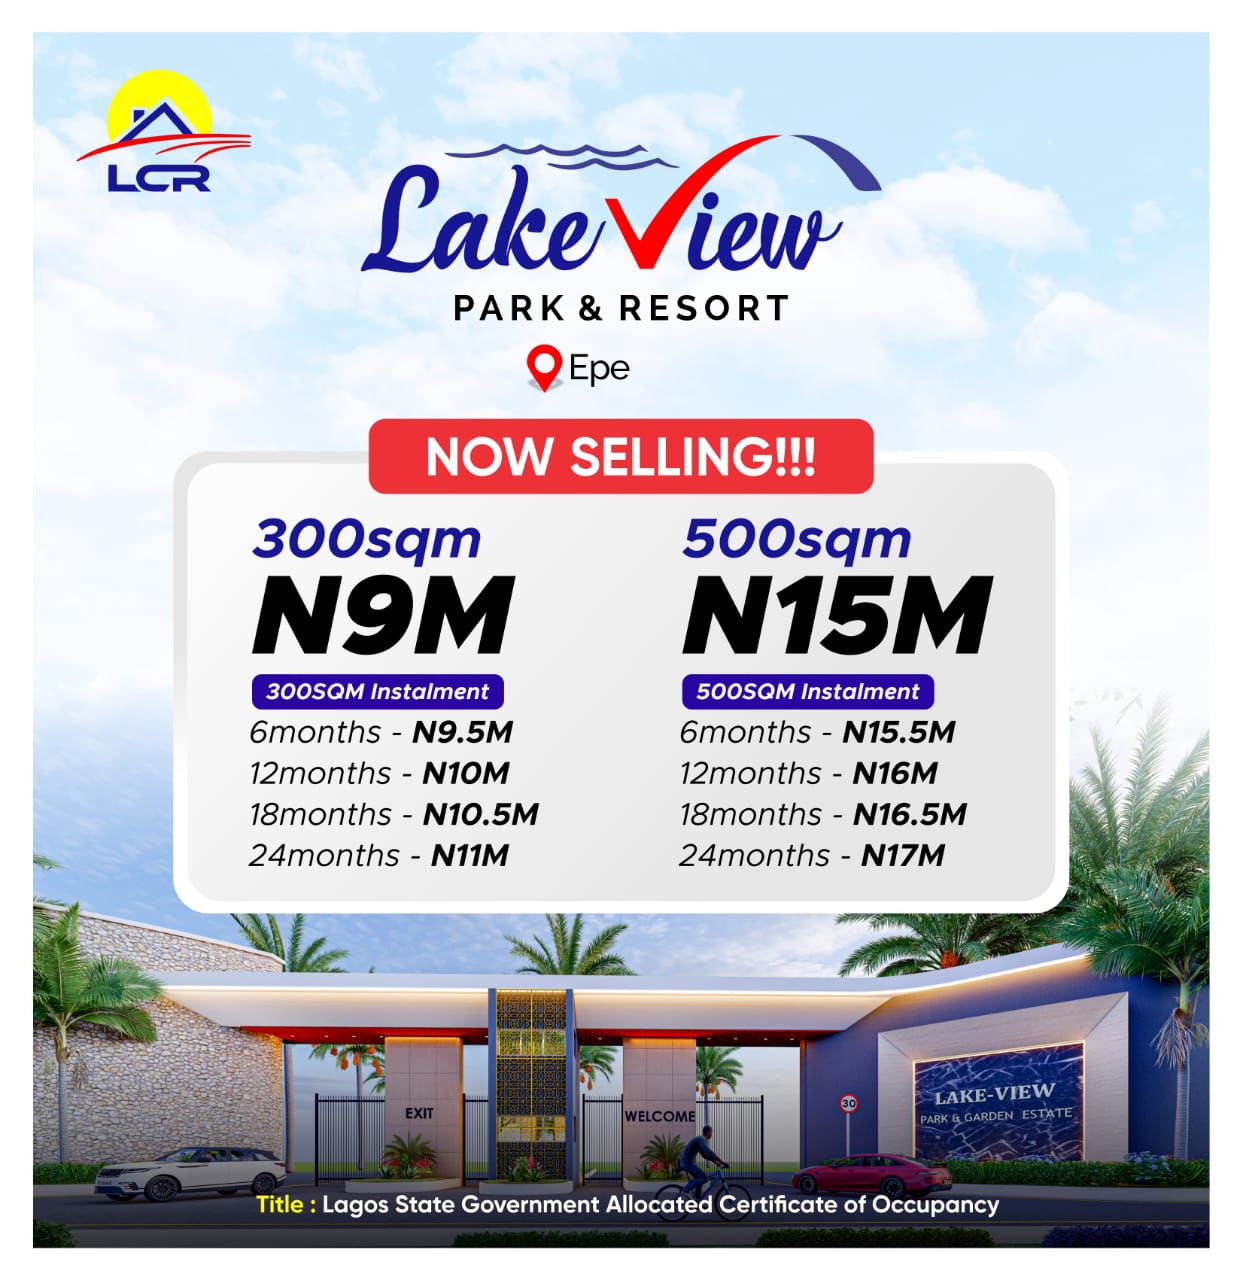 LCR
Lake View
PARK & RESORT
Epe
NOW SELLING!!!
300sqm
N9M
300SQM Instalment
6months - N9.5M
12months - N10M
18months - N10.5M
24months - N11M
500sqm
N15M
500SQM Instalment
6months - N15.5M
12months - N16M
18months - N16.5M
24months - N17M
EXIT
WELCOME
30
LAKE-VIEW
PARK & GARDEN ESTATE
Title : Lagos State Government Allocated Certificate of Occupancy